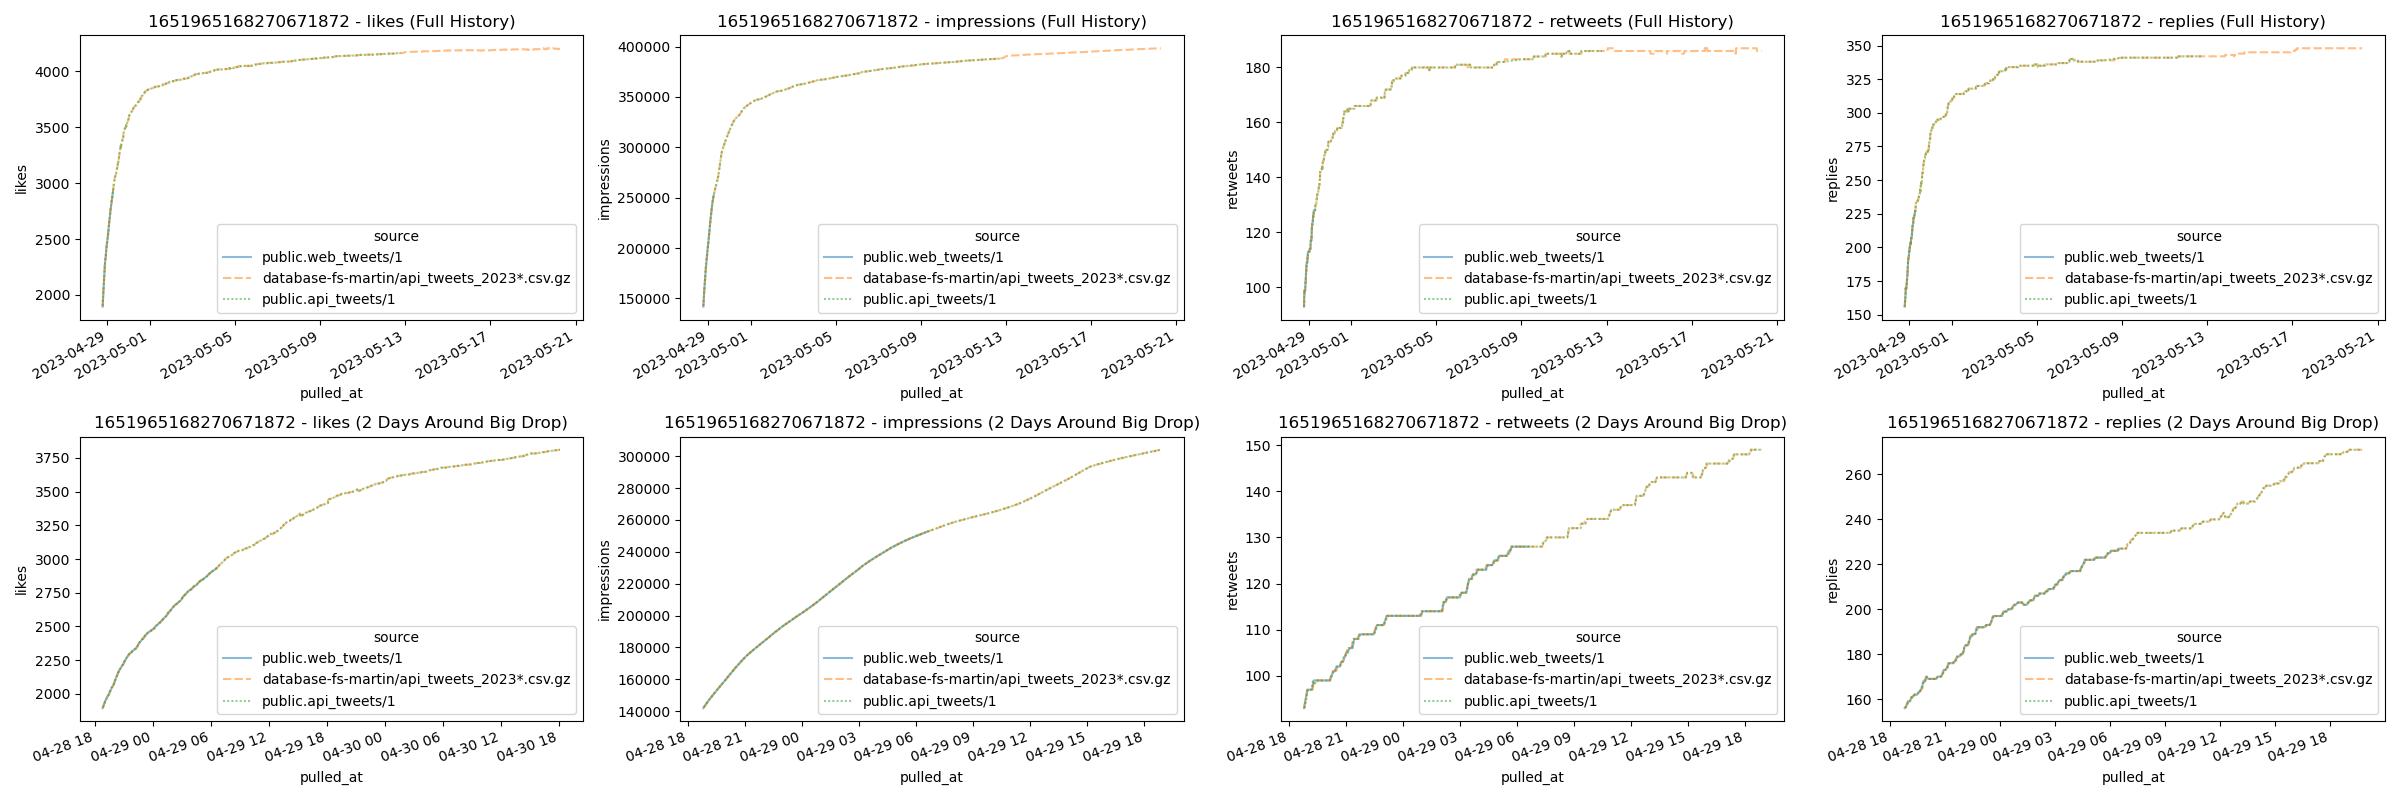 1651965168270671872 - likes (Full History)
likes
4000
3500
3000
2500
2000
source
public.web_tweets/1
database-fs-martin/api_tweets_2023*.csv.gz
public.api_tweets/1
2023-04-29
2023-05-01
2023-05-05
2023-05-09
2023-05-13
2023-05-17
2023-05-21
pulled_at
1651965168270671872 - impressions (Full History)
impressions
400000
350000
300000
250000
200000
150000
source
public.web_tweets/1
database-fs-martin/api_tweets_2023*.csv.gz
public.api_tweets/1
2023-04-29
2023-05-01
2023-05-05
2023-05-09
2023-05-13
2023-05-17
2023-05-21
pulled_at
1651965168270671872 - retweets (Full History)
retweets
180
160
140
120
100
source
public.web_tweets/1
database-fs-martin/api_tweets_2023*.csv.gz
public.api_tweets/1
2023-04-29
2023-05-01
2023-05-05
2023-05-09
2023-05-13
2023-05-17
2023-05-21
pulled_at
1651965168270671872 - replies (Full History)
replies
350
325
300
275
250
225
200
175
150
source
public.web_tweets/1
database-fs-martin/api_tweets_2023*.csv.gz
public.api_tweets/1
2023-04-29
2023-05-01
2023-05-05
2023-05-09
2023-05-13
2023-05-17
2023-05-21
pulled_at
1651965168270671872 - likes (2 Days Around Big Drop)
likes
3750
3500
3250
3000
2750
2500
2250
2000
source
public.web_tweets/1
database-fs-martin/api_tweets_2023*.csv.gz
public.api_tweets/1
04-28 18
04-29 00
04-29 06
04-29 12
04-29 18
04-30 00
04-30 06
04-30 12
04-30 18
pulled_at
1651965168270671872 - impressions (2 Days Around Big Drop)
impressions
300000
280000
260000
240000
220000
200000
180000
160000
140000
source
public.web_tweets/1
database-fs-martin/api_tweets_2023*.csv.gz
public.api_tweets/1
04-28 18
04-28 21
04-29 00
04-29 03
04-29 06
04-29 09
04-29 12
04-29 15
04-29 18
pulled_at
1651965168270671872 - retweets (2 Days Around Big Drop)
retweets
150
140
130
120
110
100
source
public.web_tweets/1
database-fs-martin/api_tweets_2023*.csv.gz
public.api_tweets/1
04-28 18
04-28 21
04-29 00
04-29 03
04-29 06
04-29 09
04-29 12
04-29 15
04-29 18
pulled_at
1651965168270671872 - replies (2 Days Around Big Drop)
replies
260
240
220
200
180
160
source
public.web_tweets/1
database-fs-martin/api_tweets_2023*.csv.gz
public.api_tweets/1
04-28 18
04-28 21
04-29 00
04-29 03
04-29 06
04-29 09
04-29 12
04-29 15
04-29 18
pulled_at